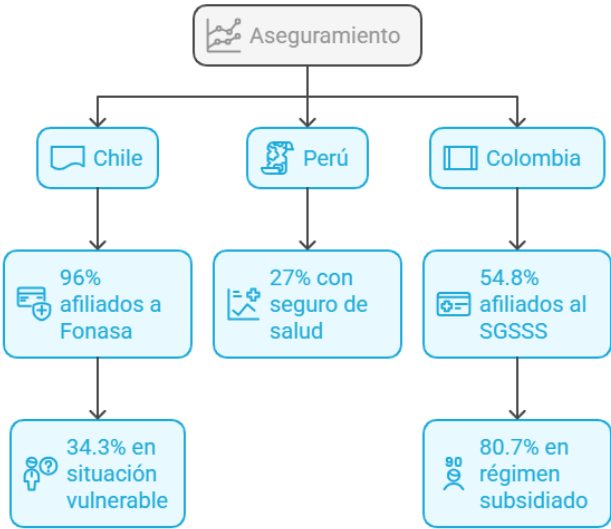 Aseguramiento
Chile
Perú
Colombia
96%
afiliados a
Fonasa
27% con
seguro de
salud
54.8%
afiliados al
SGSSS
34.3% en
situación
vulnerable
90
80.7% en
régimen
subsidiado